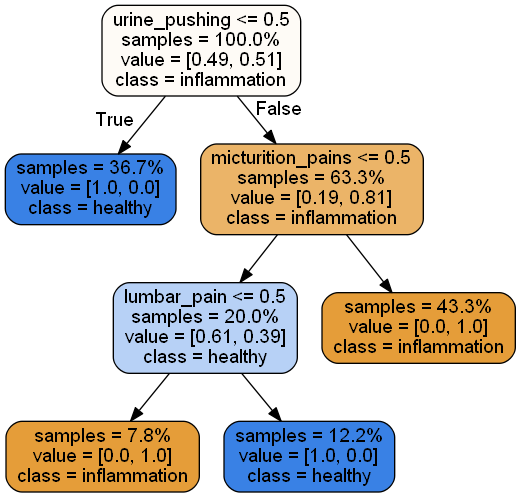 urine_pushing <= 0.5
samples = 100.0%
value = [0.49, 0.51]
class = inflammation
True
False
samples = 36.7%
value = [1.0, 0.0]
class = healthy
micturition_pains <= 0.5
samples = 63.3%
value = [0.19, 0.81]
class = inflammation
lumbar_pain <= 0.5
samples = 20.0%
value = [0.61, 0.39]
class = healthy
samples = 43.3%
value = [0.0, 1.0]
class = inflammation
samples = 7.8%
value = [0.0, 1.0]
class = inflammation
samples = 12.2%
value = [1.0, 0.0]
class = healthy